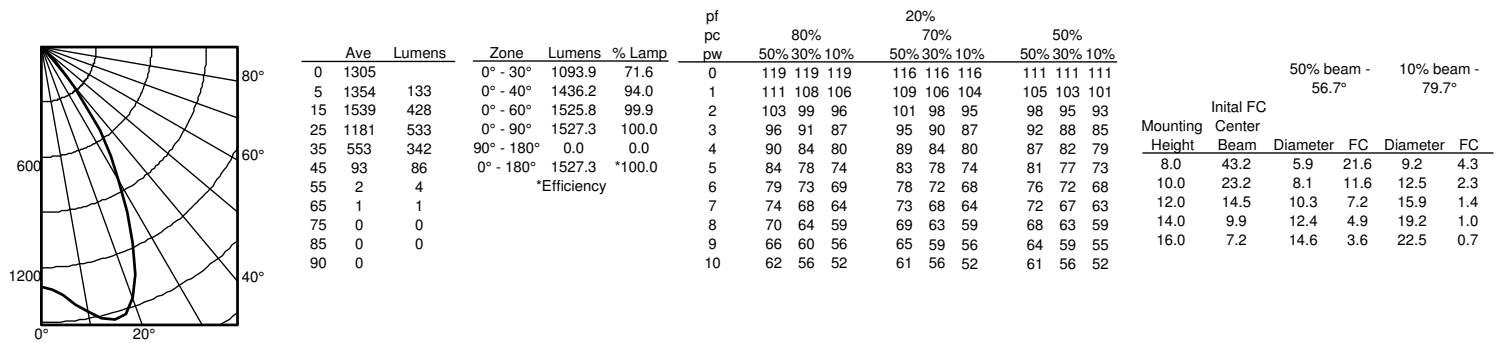 80°
600
60°
1200
40°
0° 20°
Ave Lumens
0 1305
5 1354 133
15 1539 428
25 1181 533
35 553 342
45 93 86
55 2 4
65 1 1
75 0 0
85 0 0
90 0
Zone Lumens % Lamp
0° - 30° 1093.9 71.6
0° - 40° 1436.2 94.0
0° - 60° 1525.8 99.9
0° - 90° 1527.3 100.0
90° - 180° 0.0 0.0
0° - 180° 1527.3 *100.0
*Efficiency
pf 20%
pc 80% 70% 50%
pw 50% 30% 10% 50% 30% 10% 50% 30% 10%
0 119 119 119 116 116 116 111 111 111
1 111 108 106 109 106 104 105 103 101
2 103 99 96 101 98 95 98 95 93
3 96 91 87 95 90 87 92 88 85
4 90 84 80 89 84 80 87 82 79
5 84 78 74 83 78 74 81 77 73
6 79 73 69 78 72 68 76 72 68
7 74 68 64 73 68 64 72 67 63
8 70 64 59 69 63 59 68 63 59
9 66 60 56 65 59 56 64 59 55
10 62 56 52 61 56 52 61 56 52
50% beam - 10% beam -
56.7° 79.7°
Inital FC
Mounting Center
Height Beam Diameter FC Diameter FC
8.0 43.2 5.9 21.6 9.2 4.3
10.0 23.2 8.1 11.6 12.5 2.3
12.0 14.5 10.3 7.2 15.9 1.4
14.0 9.9 12.4 4.9 19.2 1.0
16.0 7.2 14.6 3.6 22.5 0.7